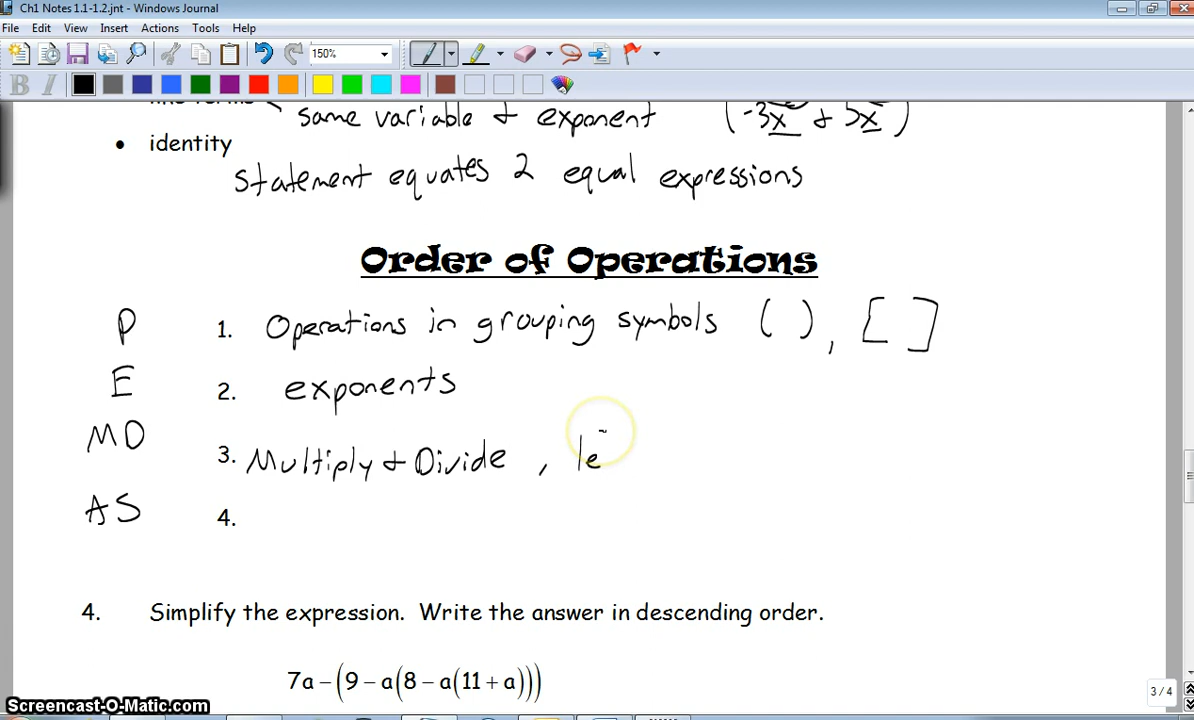 Ch1 Notes 1.1-1.2.jnt - Windows Journal
File Edit View Insert Actions Tools Help
150%
B I
same variable + exponent (-3x + 5x)
• identity
statement equates 2 equal expressions
Order of Operations
P 1. Operations in grouping symbols ( ), [ ]
E 2. exponents
MD 3. Multiply + Divide, le
AS 4.
4. Simplify the expression. Write the answer in descending order.
7a – (9 – a(8 – a(11 + a)))
3 / 4
Screencast-O-Matic.com